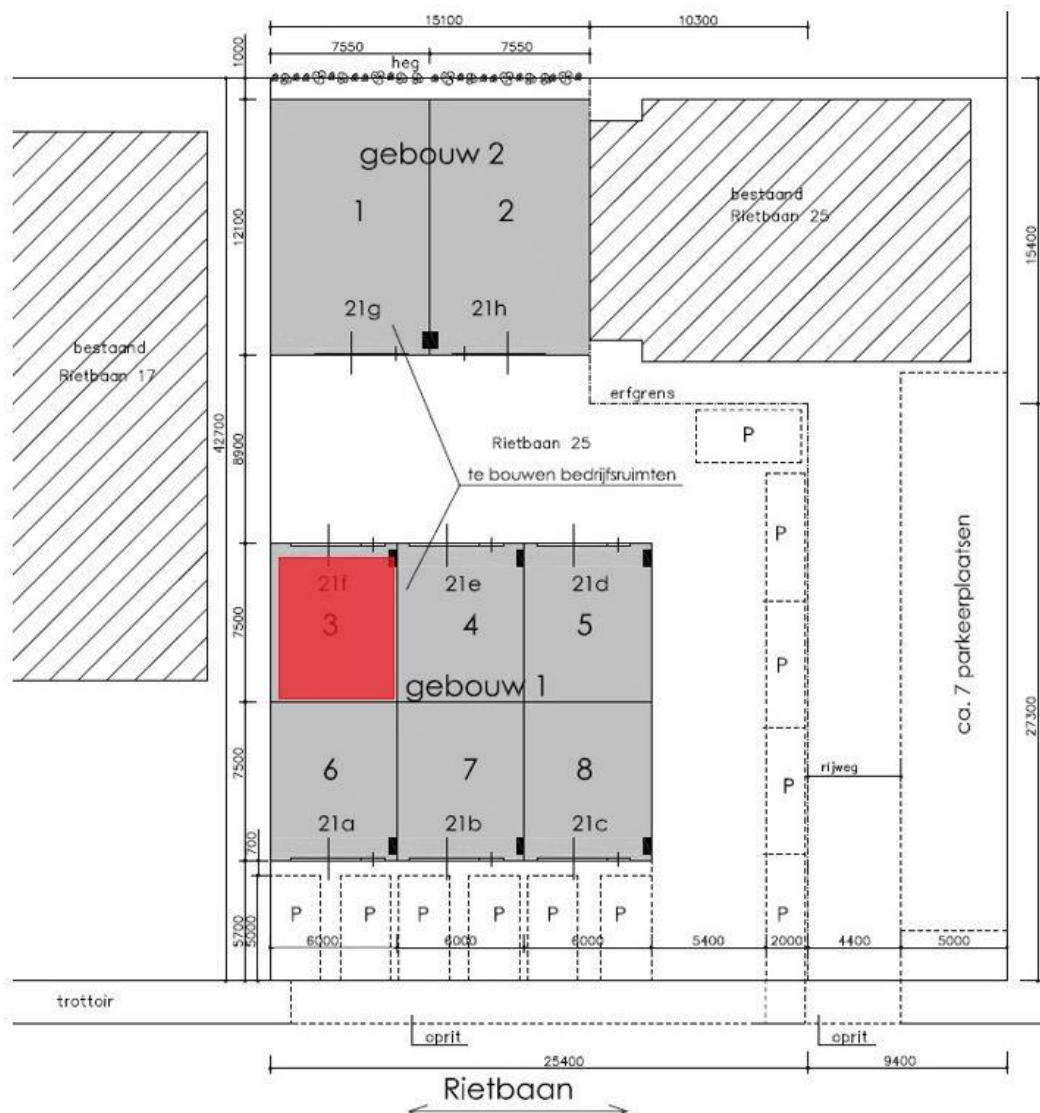 15100
10300
7550
7550
1000
heg
gebouw 2
1
2
bestaand
Rietbaan 25
12100
15400
21g
21h
bestaand
Rietbaan 17
erfgrens
42700
8900
P
Rietbaan 25
te bouwen bedrijfsruimten
P
21f
21e
21d
3
4
5
7500
P
ca. 7 parkeerplaatsen
gebouw 1
27300
6
7
8
7500
rijweg
P
21a
21b
21c
700
P
P
P
P
P
P
P
5700
5000
6000
6000
6000
5400
2000
4400
5000
trottoir
oprit
oprit
25400
9400
Rietbaan